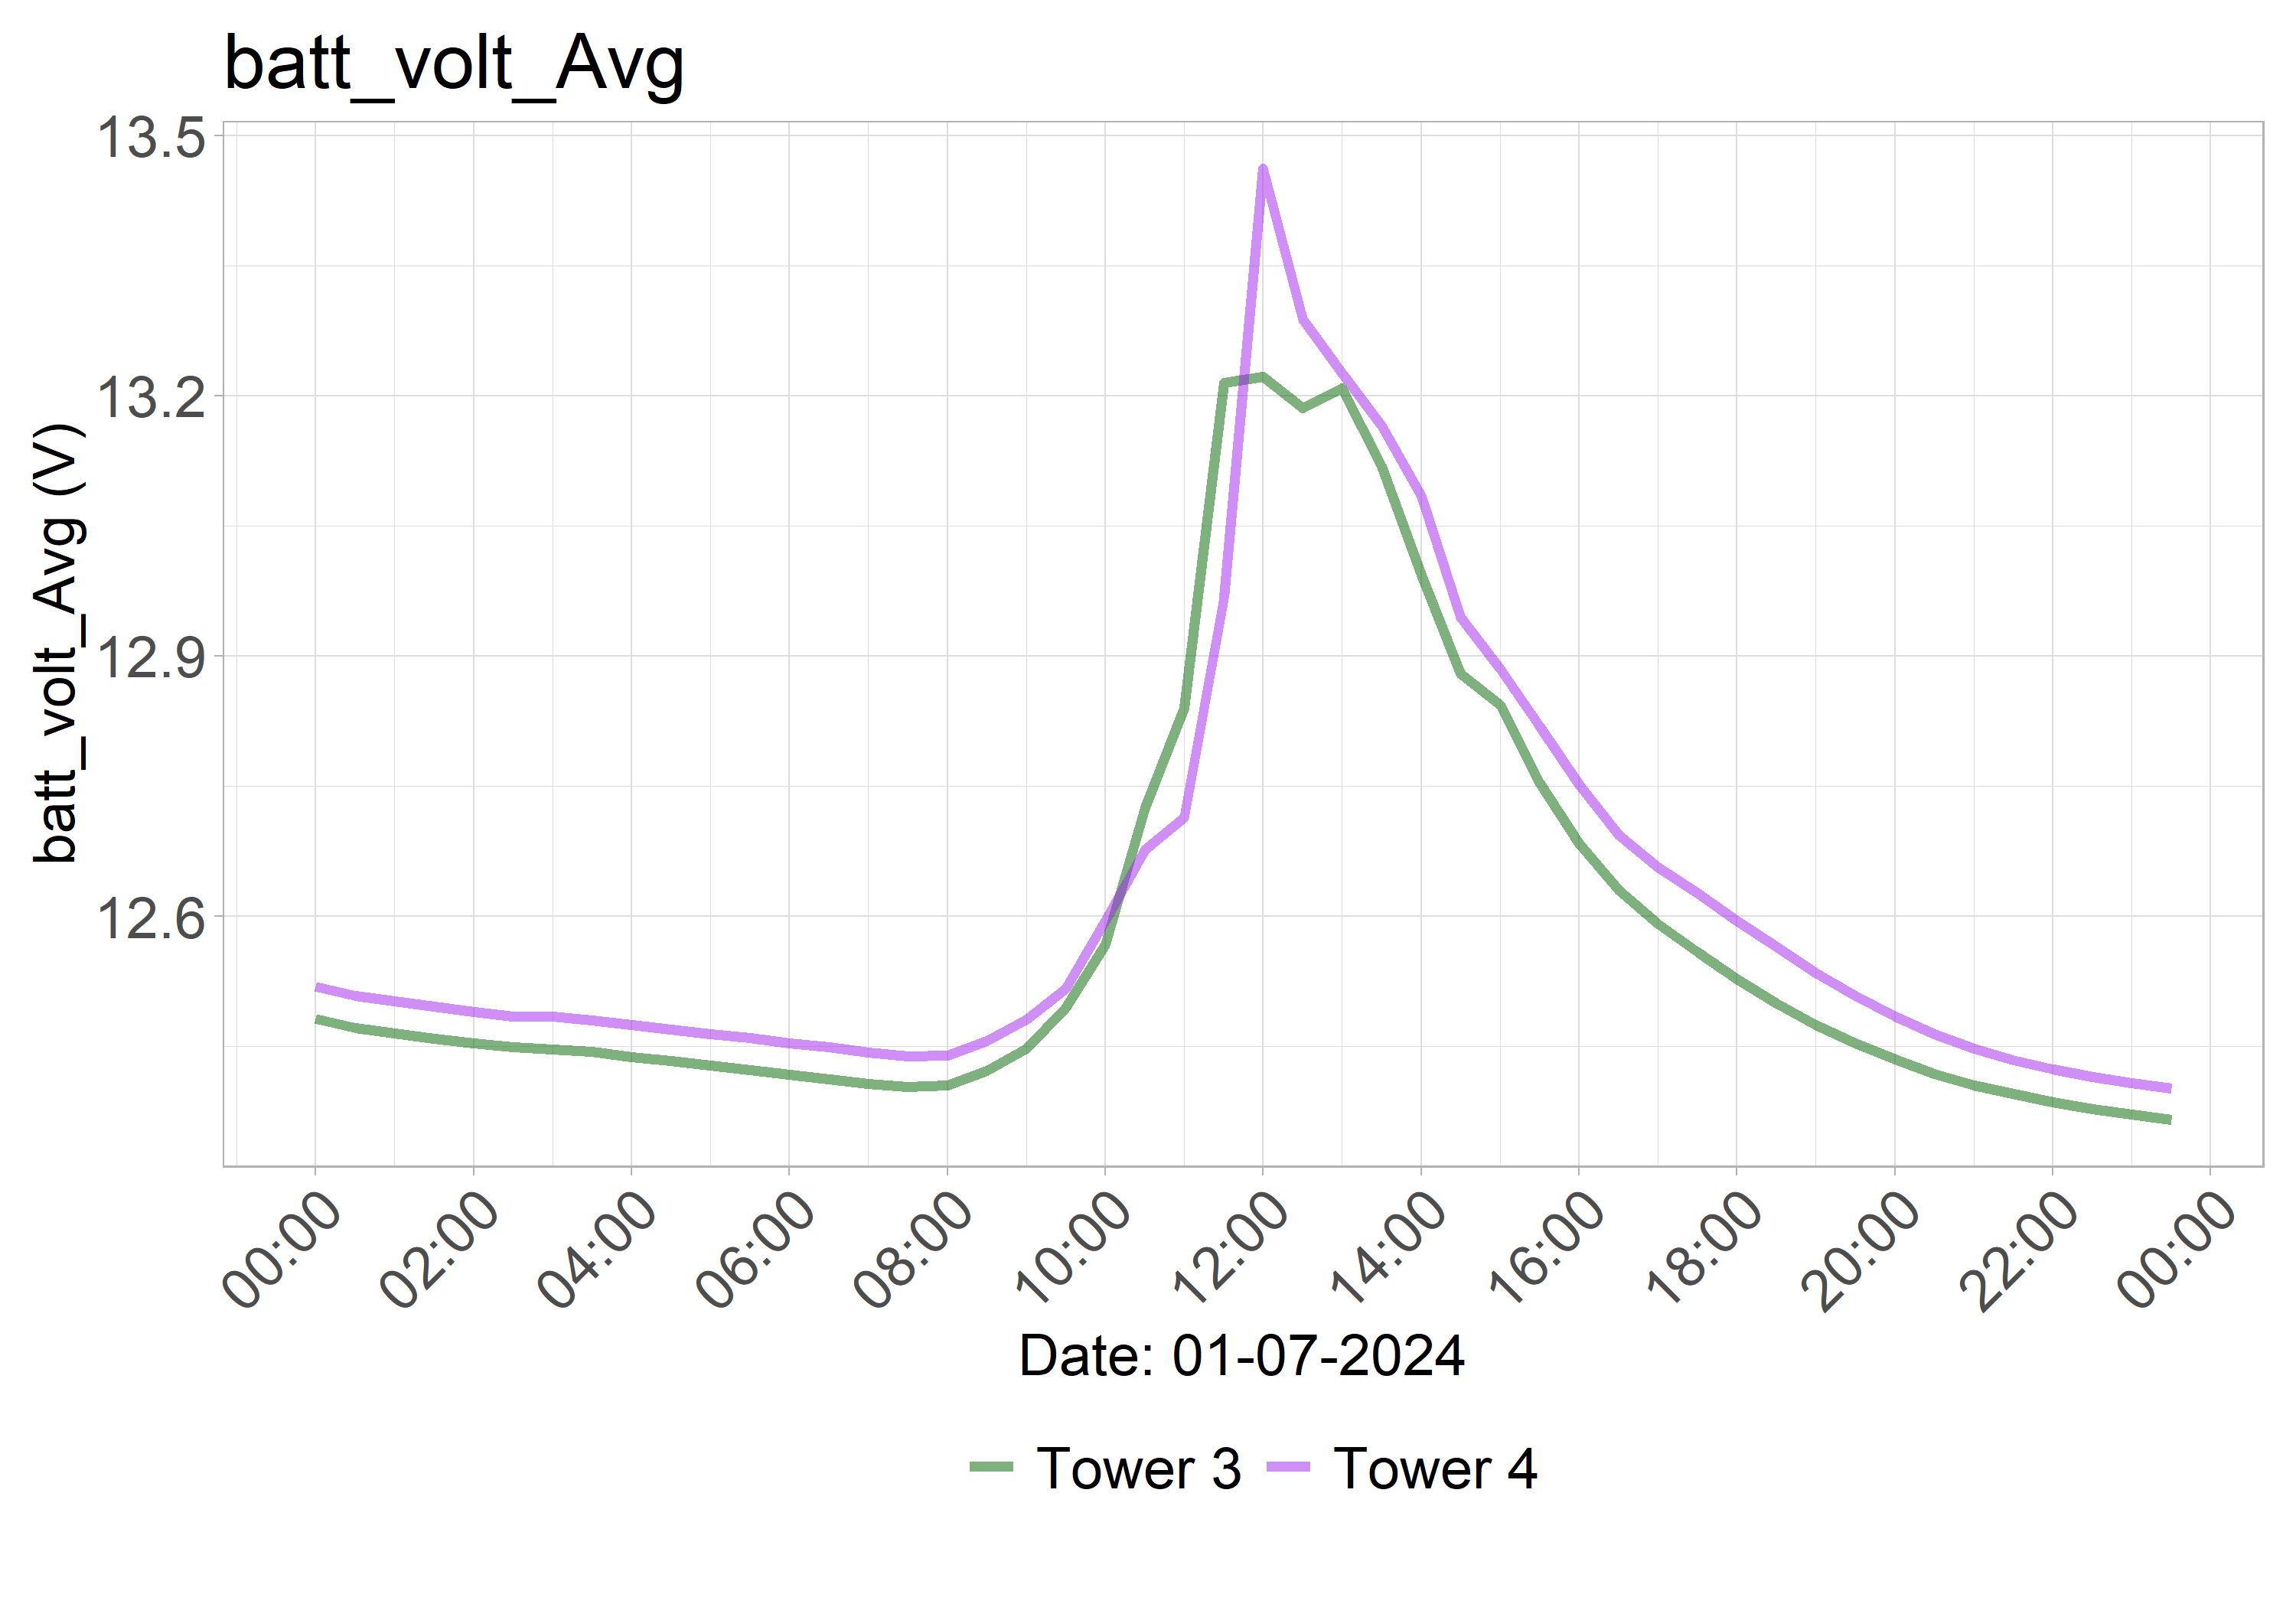 batt_volt_Avg
batt_volt_Avg (V)
13.5
13.2
12.9
12.6
00:00 02:00 04:00 06:00 08:00 10:00 12:00 14:00 16:00 18:00 20:00 22:00 00:00
Date: 01-07-2024
Tower 3 Tower 4